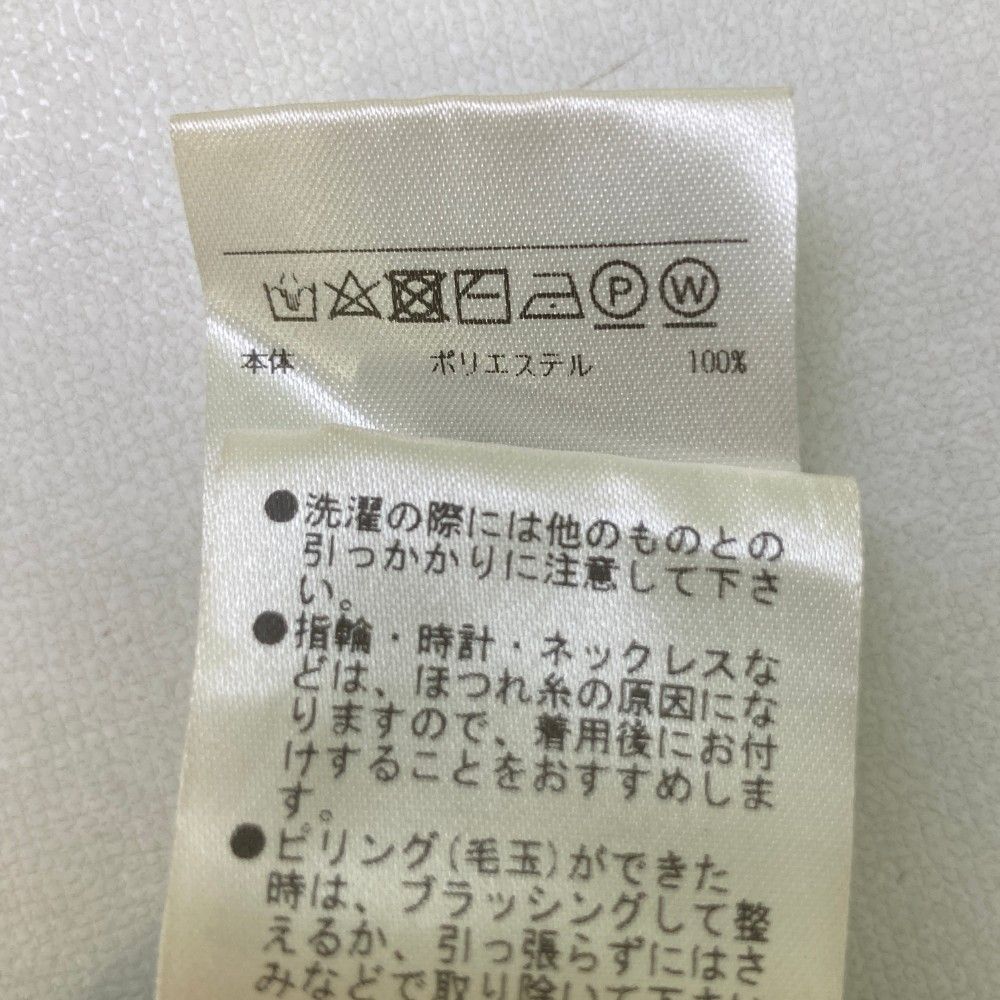 P W
本体 ポリエステル 100%
●洗濯の際には他のものとの
引っかかりに注意して下さ
い。
●指輪・時計・ネックレスな
どは、ほつれ糸の原因にな
りますので、着用後にお付
けすることをおすすめしま
す。
●ピリング(毛玉)ができた
時は、ブラッシングして整
えるか、引っ張らずにはさ
みなどで取り除いて下さい